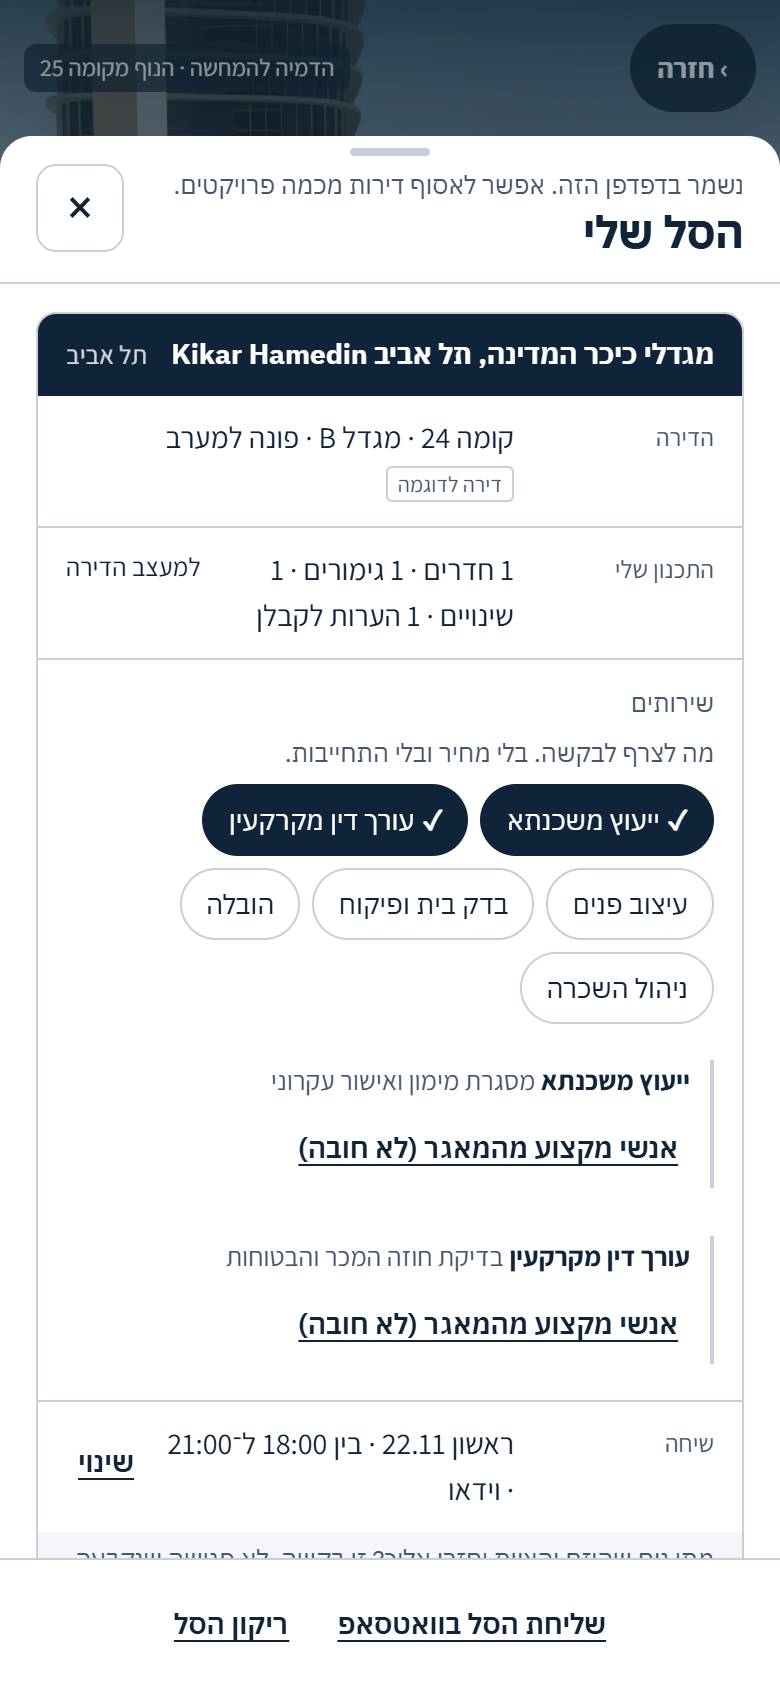 ‹ חזרה
הדמיה להמחשה · הנוף מקומה 25
נשמר בדפדפן הזה. אפשר לאסוף דירות מכמה פרויקטים.
הסל שלי
×
מגדלי כיכר המדינה, תל אביב Kikar Hamedin
תל אביב
הדירה
קומה 24 · מגדל B · פונה למערב
דירה לדוגמה
התכנון שלי
1 חדרים · 1 גימורים · 1
שינויים · 1 הערות לקבלן
למעצב הדירה
שירותים
מה לצרף לבקשה. בלי מחיר ובלי התחייבות.
✓ ייעוץ משכנתא
✓ עורך דין מקרקעין
עיצוב פנים
בדק בית ופיקוח
הובלה
ניהול השכרה
ייעוץ משכנתא מסגרת מימון ואישור עקרוני
אנשי מקצוע מהמאגר (לא חובה)
עורך דין מקרקעין בדיקת חוזה המכר והבטוחות
אנשי מקצוע מהמאגר (לא חובה)
שיחה
ראשון 22.11 · בין 18:00 ל־21:00
· וידאו
שינוי
שליחת הסל בוואטסאפ
ריקון הסל